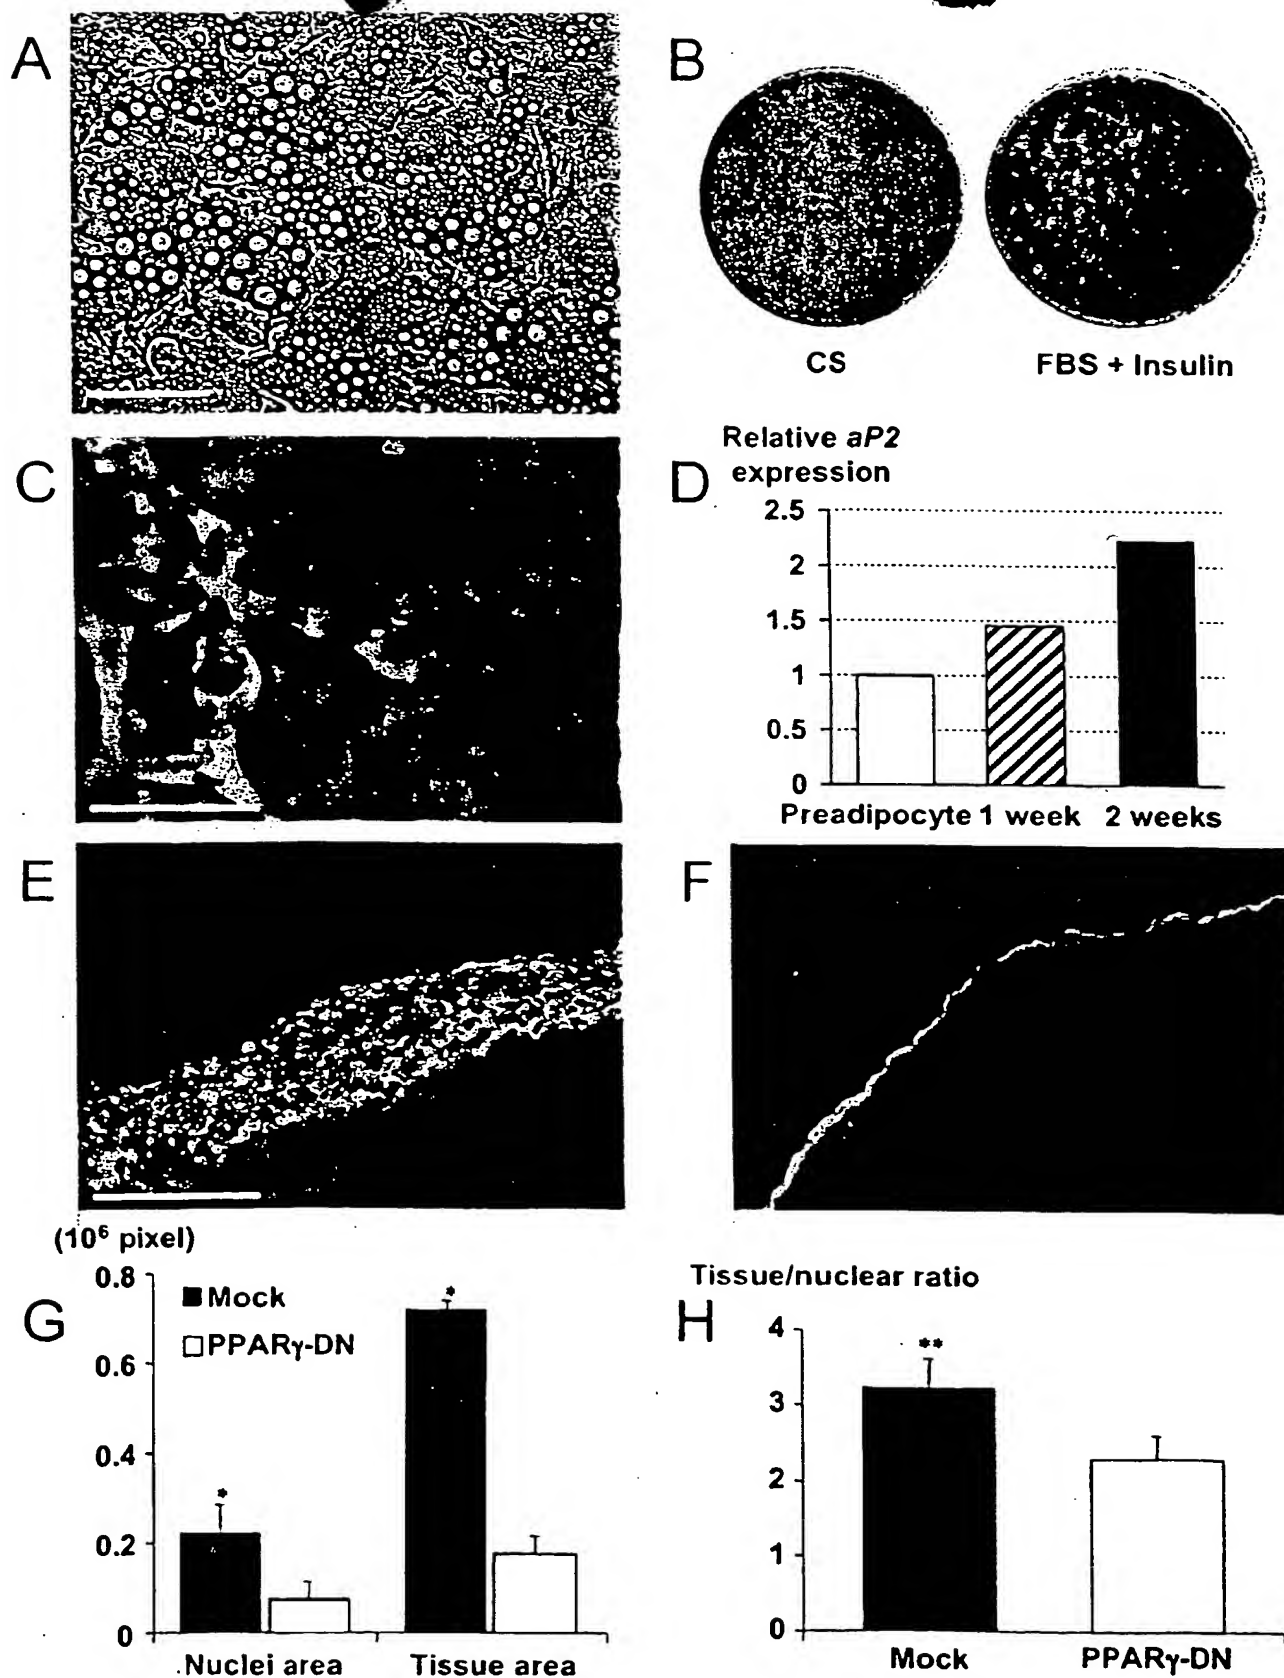 A
B
CS
FBS + Insulin
C
Relative aP2
expression
D
2.5
2
1.5
1
0.5
0
Preadipocyte 1 week 2 weeks
E
F
(10⁶ pixel)
G
0.8
0.6
0.4
0.2
0
Mock
PPARγ-DN
*
*
Nuclei area
Tissue area
Tissue/nuclear ratio
H
4
3
2
1
0
**
Mock
PPARγ-DN